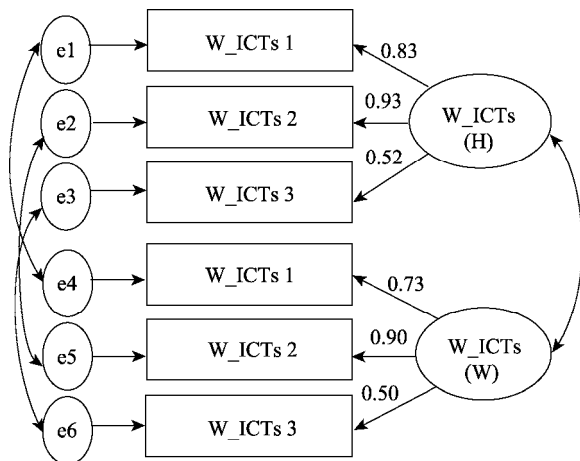 e1
W_ICTs 1
0.83
e2
W_ICTs 2
0.93
W_ICTs
(H)
e3
W_ICTs 3
0.52
e4
W_ICTs 1
0.73
e5
W_ICTs 2
0.90
W_ICTs
(W)
e6
W_ICTs 3
0.50